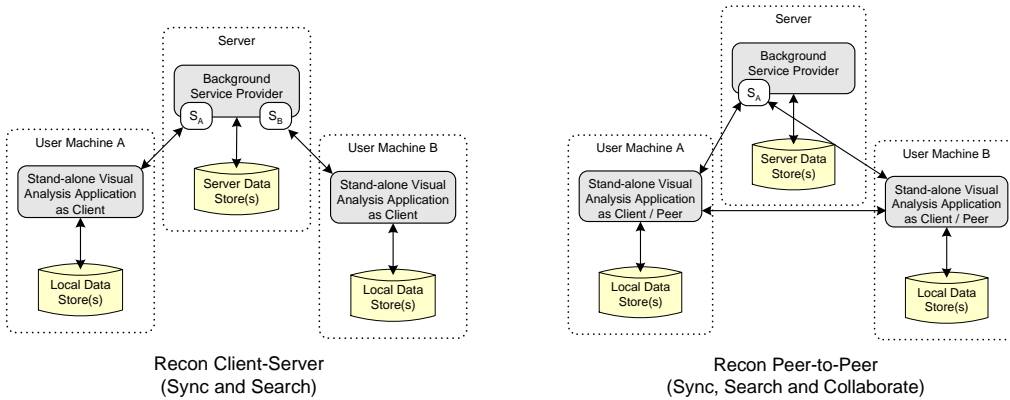 Server
Background
Service Provider
S_A
S_B
User Machine A
Stand-alone Visual
Analysis Application
as Client
Local Data
Store(s)
Server Data
Store(s)
User Machine B
Stand-alone Visual
Analysis Application
as Client
Local Data
Store(s)
Recon Client-Server
(Sync and Search)
Server
Background
Service Provider
S_A
User Machine A
Stand-alone Visual
Analysis Application
as Client / Peer
Local Data
Store(s)
Server Data
Store(s)
User Machine B
Stand-alone Visual
Analysis Application
as Client / Peer
Local Data
Store(s)
Recon Peer-to-Peer
(Sync, Search and Collaborate)